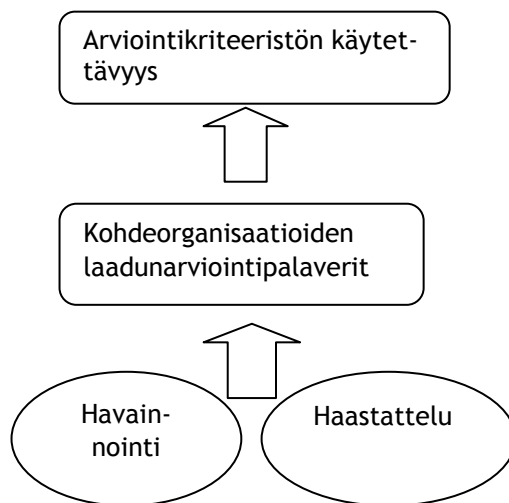 Arviointikriteeristön käytet-
tävyys
Kohdeorganisaatioiden
laadunarviointipalaverit
Havain-
nointi
Haastattelu